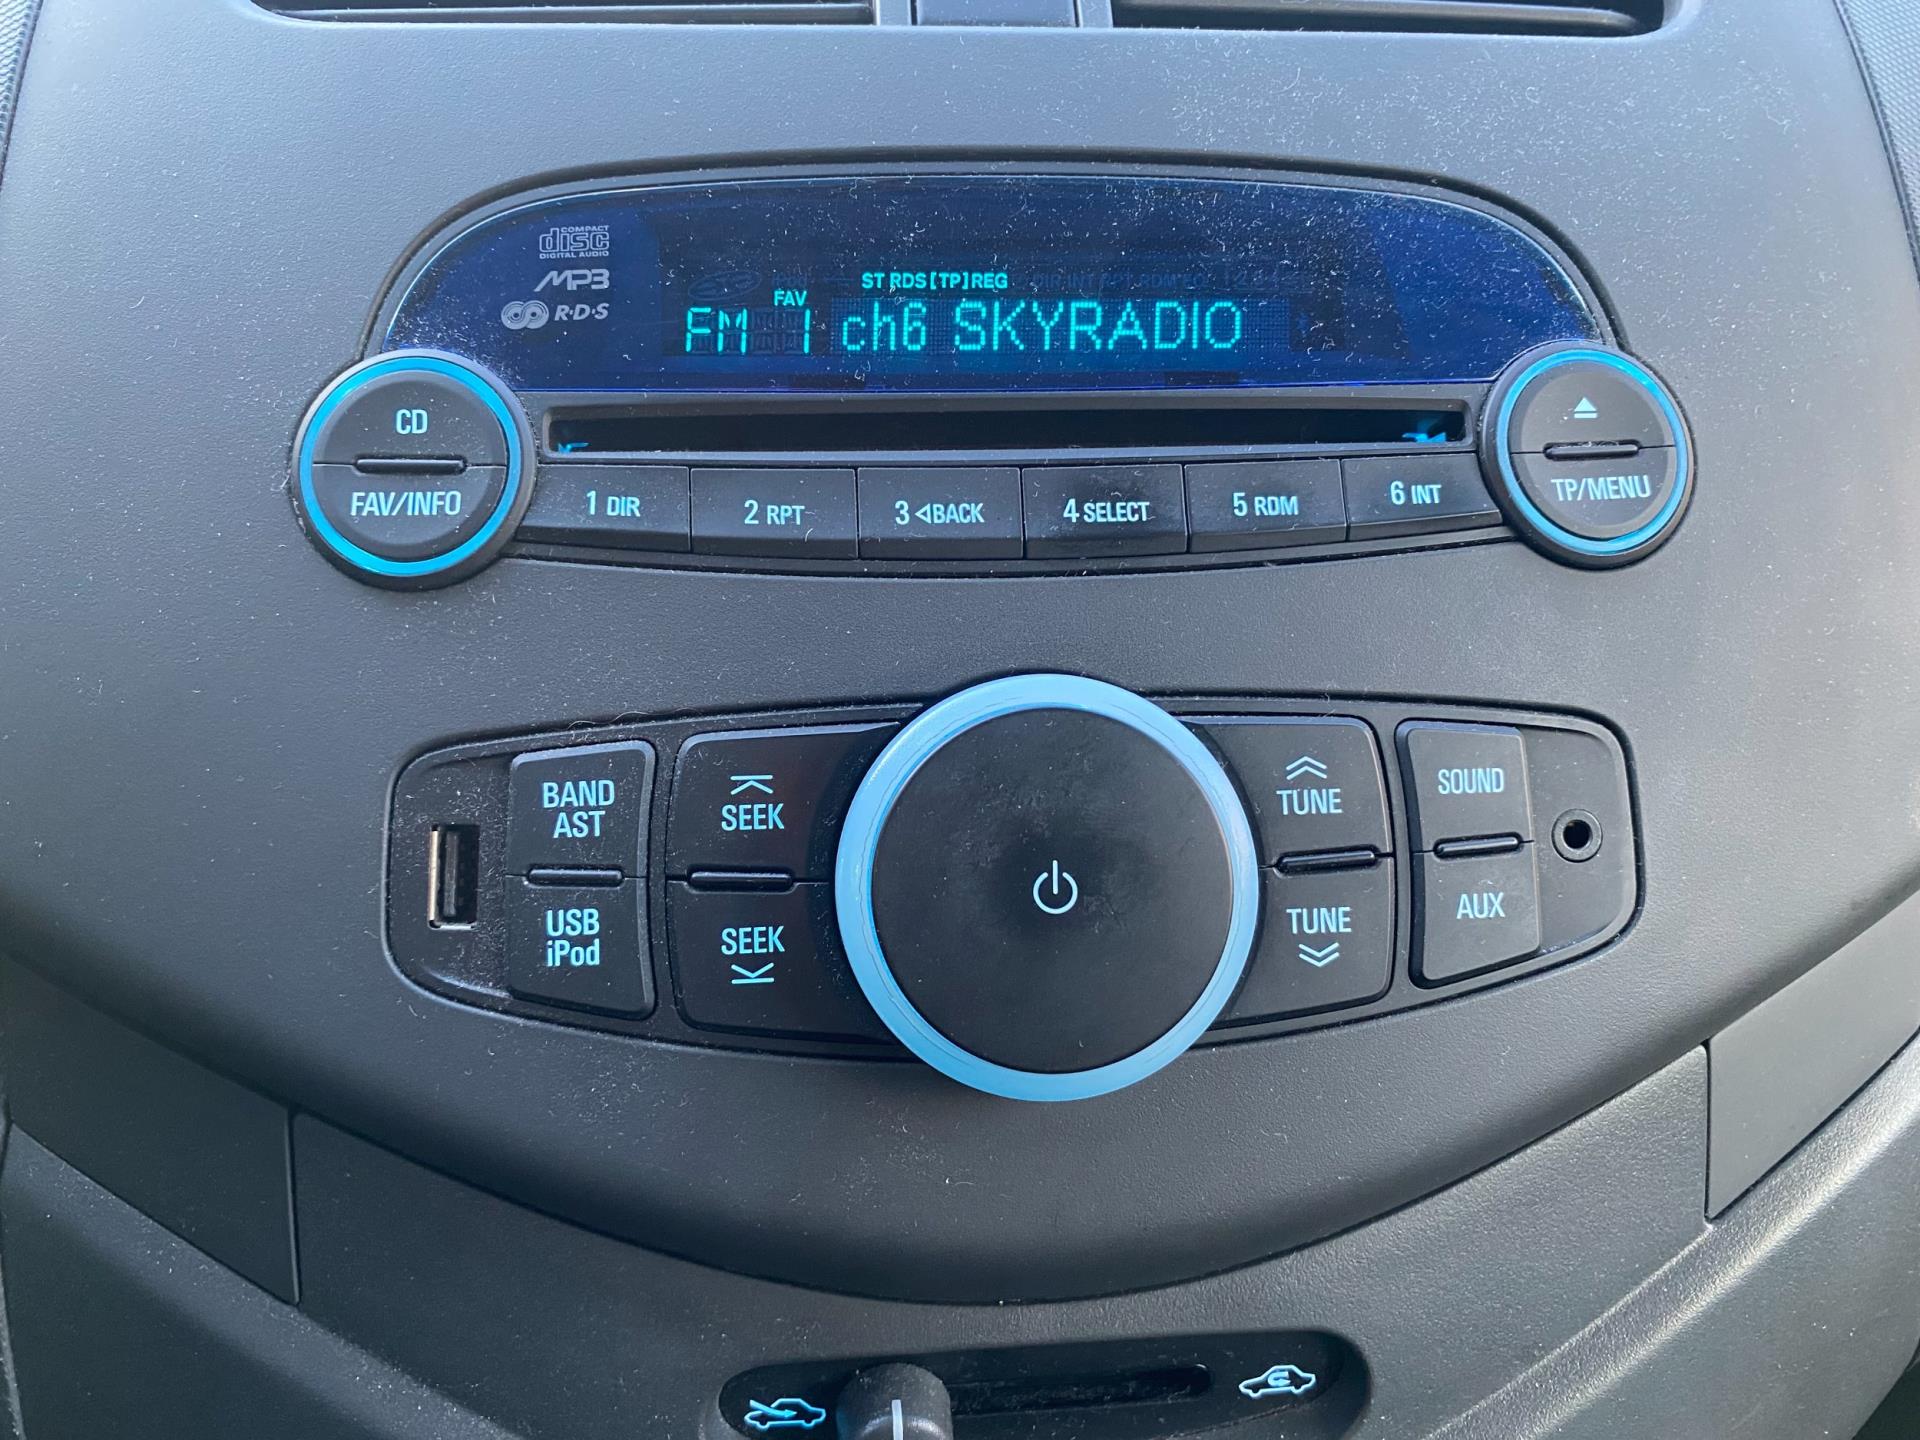 COMPACT
disc
DIGITAL AUDIO
MP3
R·D·S
ST RDS [TP] REG
FAV
FM 1 ch6 SKYRADIO
CD
FAV/INFO
1 DIR
2 RPT
3 ◁BACK
4 SELECT
5 RDM
6 INT
TP/MENU
BAND
AST
USB
iPod
SEEK
SEEK
TUNE
TUNE
SOUND
AUX